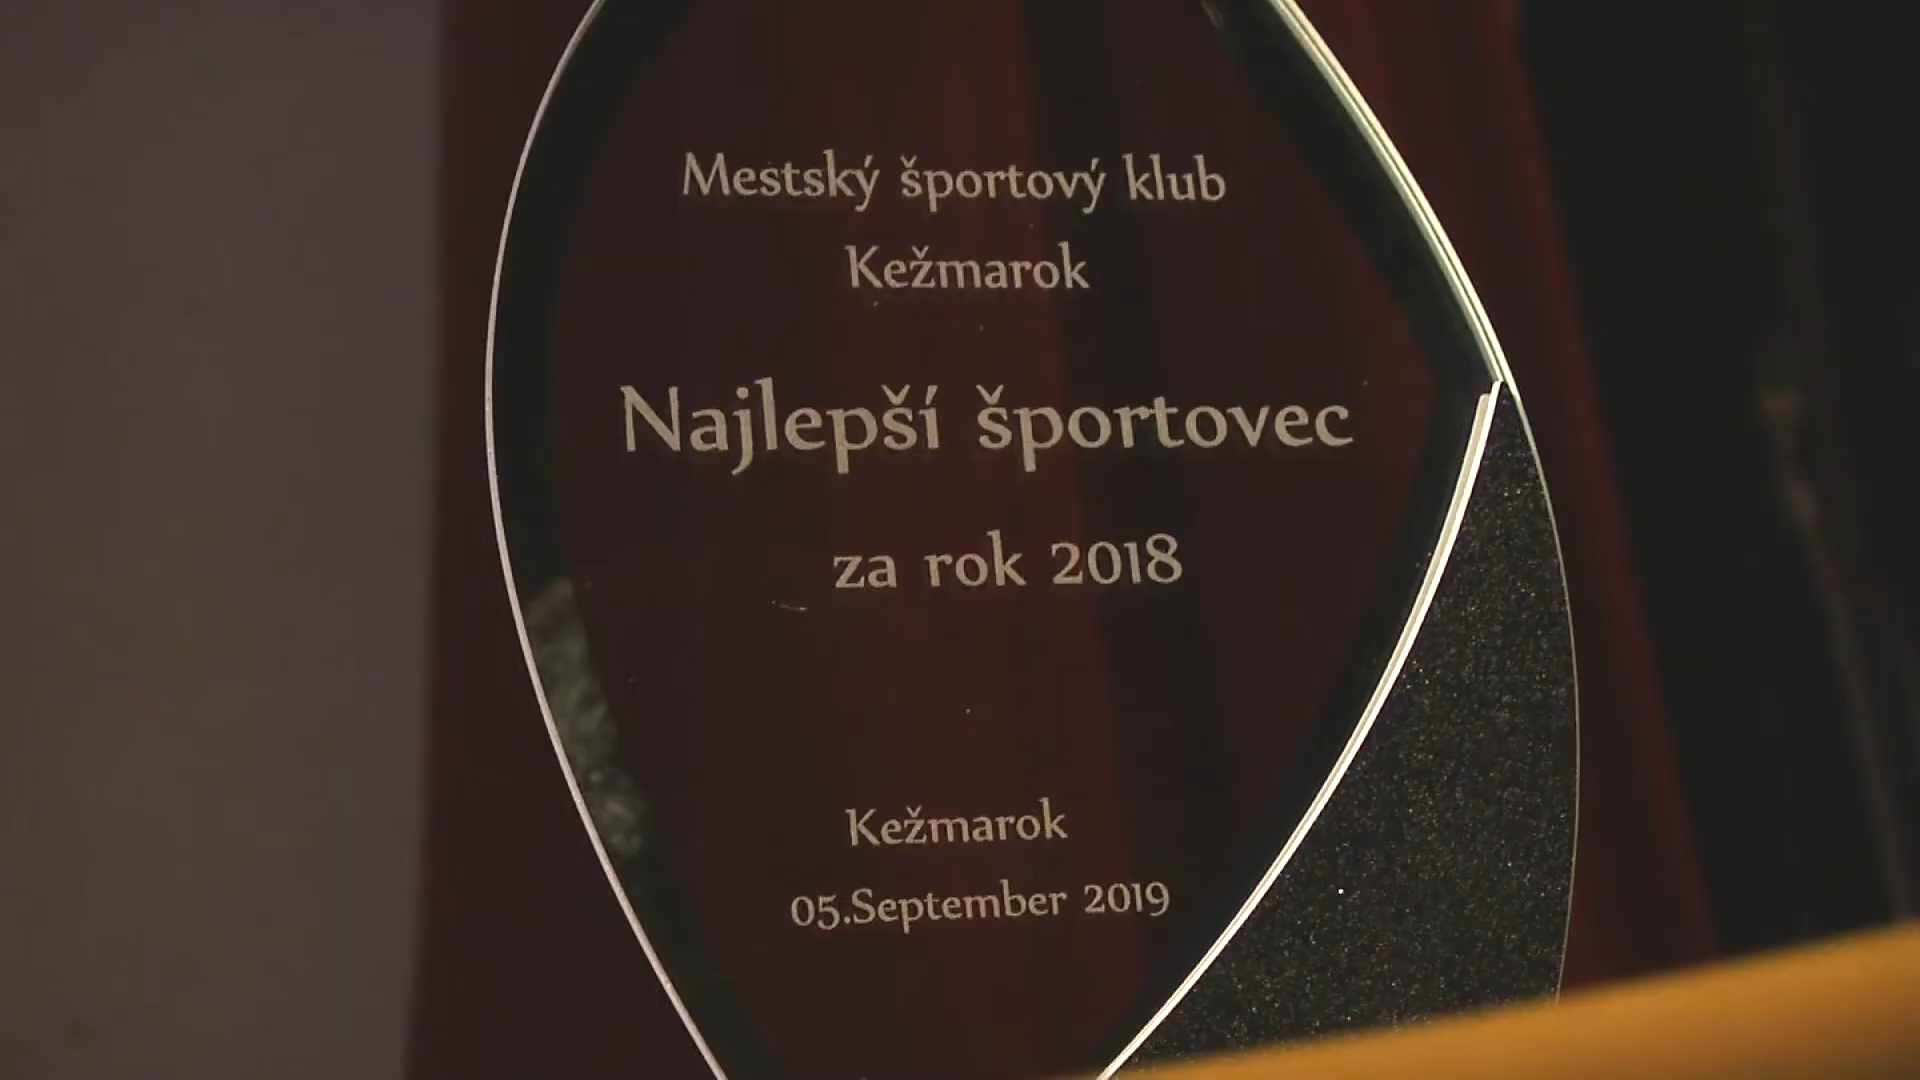 Mestský športový klub
Kežmarok
Najlepší športovec
za rok 2018
Kežmarok
05.September 2019